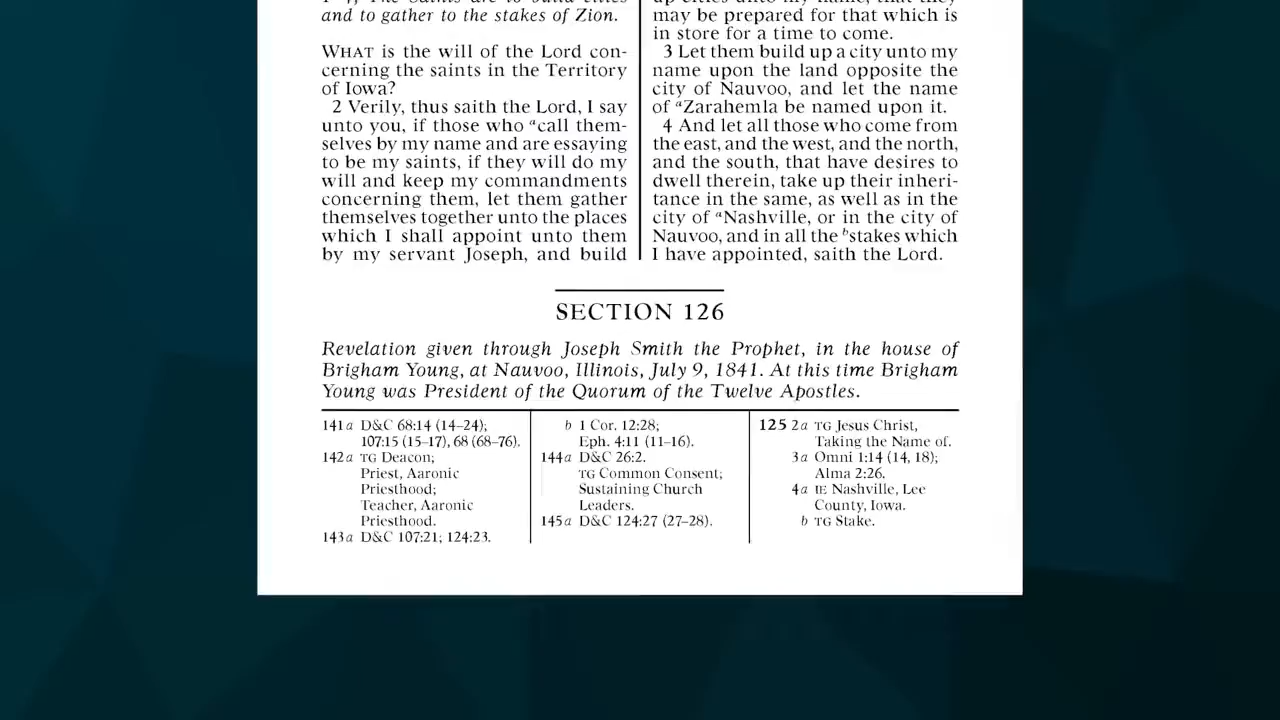 and to gather to the stakes of Zion.
WHAT is the will of the Lord con-
cerning the saints in the Territory
of Iowa?
2 Verily, thus saith the Lord, I say
unto you, if those who ᵃcall them-
selves by my name and are essaying
to be my saints, if they will do my
will and keep my commandments
concerning them, let them gather
themselves together unto the places
which I shall appoint unto them
by my servant Joseph, and build
up cities unto my name, that they
may be prepared for that which is
in store for a time to come.
3 Let them build up a city unto my
name upon the land opposite the
city of Nauvoo, and let the name
of ᵃZarahemla be named upon it.
4 And let all those who come from
the east, and the west, and the north,
and the south, that have desires to
dwell therein, take up their inheri-
tance in the same, as well as in the
city of ᵃNashville, or in the city of
Nauvoo, and in all the ᵇstakes which
I have appointed, saith the Lord.
SECTION 126
Revelation given through Joseph Smith the Prophet, in the house of
Brigham Young, at Nauvoo, Illinois, July 9, 1841. At this time Brigham
Young was President of the Quorum of the Twelve Apostles.
141a D&C 68:14 (14–24);
107:15 (15–17), 68 (68–76).
142a TG Deacon;
Priest, Aaronic
Priesthood;
Teacher, Aaronic
Priesthood.
143a D&C 107:21; 124:23.
b 1 Cor. 12:28;
Eph. 4:11 (11–16).
144a D&C 26:2.
TG Common Consent;
Sustaining Church
Leaders.
145a D&C 124:27 (27–28).
125 2a TG Jesus Christ,
Taking the Name of.
3a Omni 1:14 (14, 18);
Alma 2:26.
4a IE Nashville, Lee
County, Iowa.
b TG Stake.